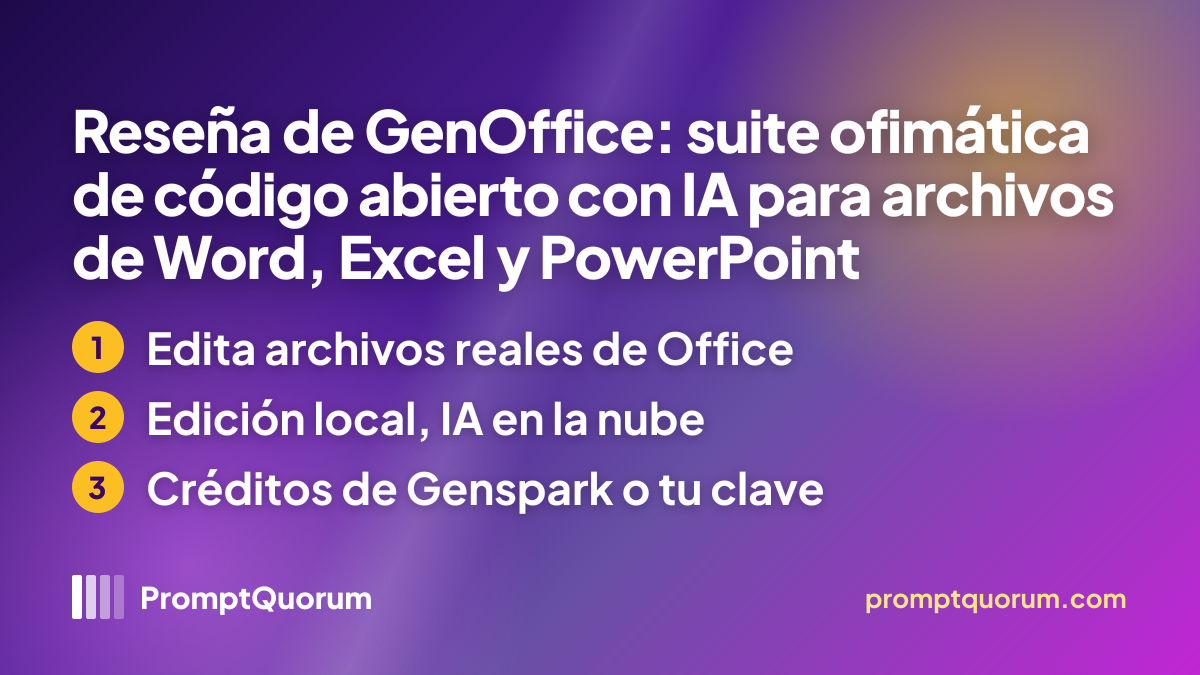 Reseña de GenOffice: suite ofimática
de código abierto con IA para archivos
de Word, Excel y PowerPoint
1 Edita archivos reales de Office
2 Edición local, IA en la nube
3 Créditos de Genspark o tu clave
PromptQuorum
promptquorum.com